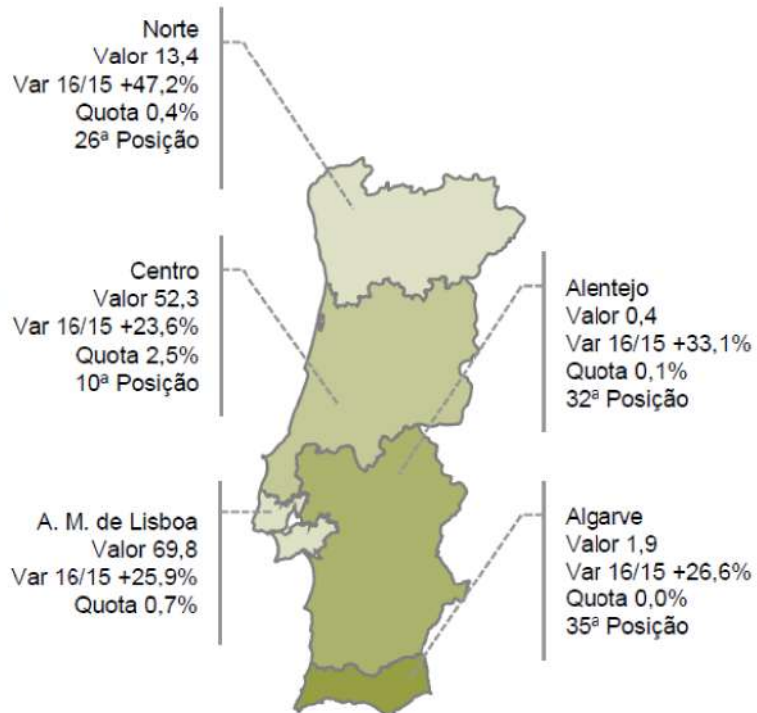 Norte
Valor 13,4
Var 16/15 +47,2%
Quota 0,4%
26ª Posição
Centro
Valor 52,3
Var 16/15 +23,6%
Quota 2,5%
10ª Posição
A. M. de Lisboa
Valor 69,8
Var 16/15 +25,9%
Quota 0,7%
Alentejo
Valor 0,4
Var 16/15 +33,1%
Quota 0,1%
32ª Posição
Algarve
Valor 1,9
Var 16/15 +26,6%
Quota 0,0%
35ª Posição